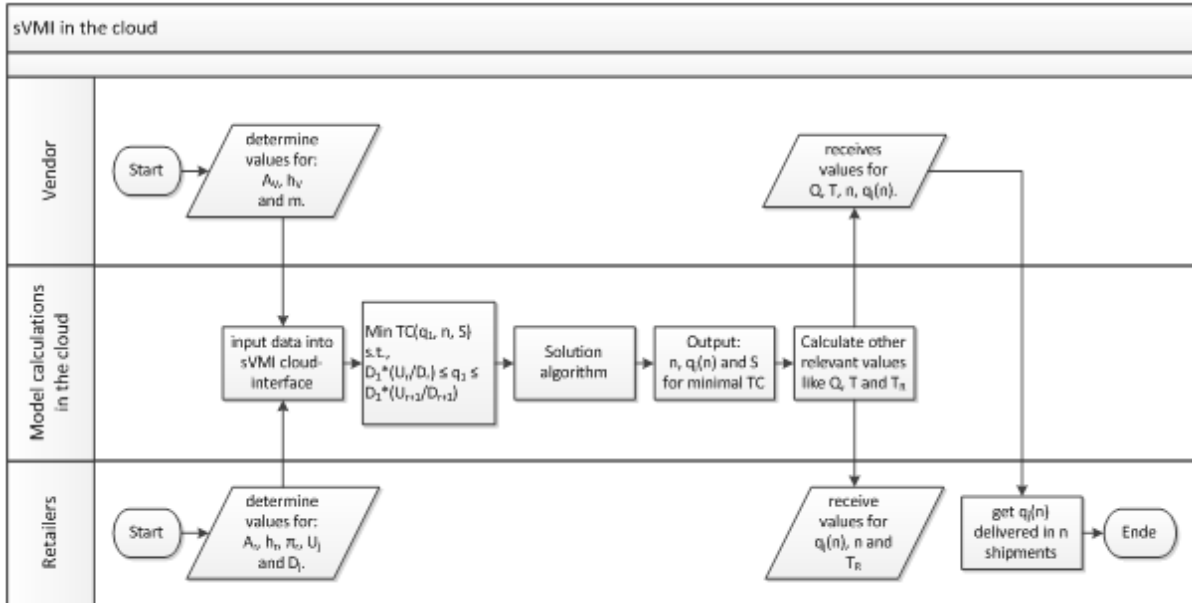 sVMI in the cloud
Vendor
Start
determine
values for:
Aᵥ, hᵥ
and m.
receives
values for
Q, T, n, qⱼ(n).
Model calculations
in the cloud
input data into
sVMI cloud-
interface
Min TC(q₁, n, S)
s.t.,
D₁*(Uᵣ/Dᵣ) ≤ q₁ ≤
D₁*(Uᵣ₊₁/Dᵣ₊₁)
Solution
algorithm
Output:
n, qⱼ(n) and S
for minimal TC
Calculate other
relevant values
like Q, T and T_R
Retailers
Start
determine
values for:
Aᵣ, hᵣ, πᵣ, Uⱼ
and Dⱼ.
receive
values for
qⱼ(n), n and
T_R
get qⱼ(n)
delivered in n
shipments
Ende